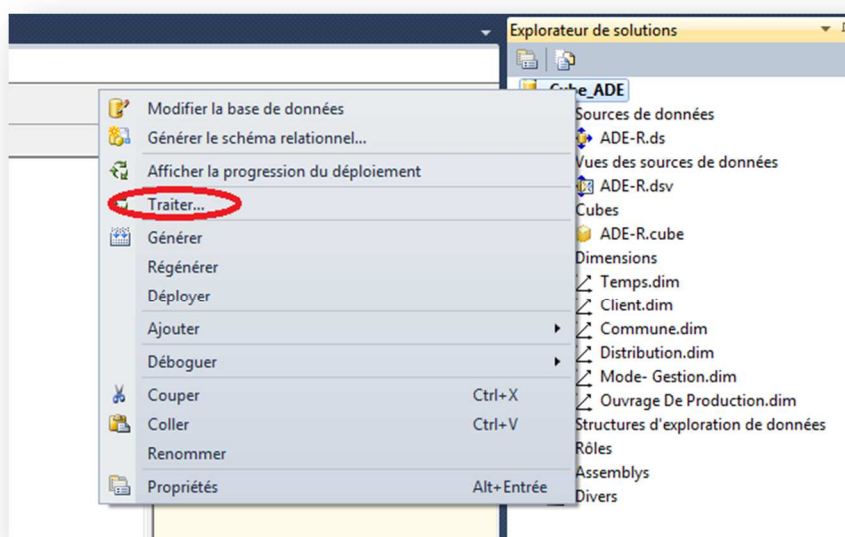 Explorateur de solutions
Cube_ADE
Modifier la base de données
Générer le schéma relationnel...
Afficher la progression du déploiement
Traiter...
Générer
Régénérer
Déployer
Ajouter
Déboguer
Couper Ctrl+X
Coller Ctrl+V
Renommer
Propriétés Alt+Entrée
Sources de données
ADE-R.ds
Vues des sources de données
ADE-R.dsv
Cubes
ADE-R.cube
Dimensions
Temps.dim
Client.dim
Commune.dim
Distribution.dim
Mode- Gestion.dim
Ouvrage De Production.dim
Structures d'exploration de données
Rôles
Assemblys
Divers